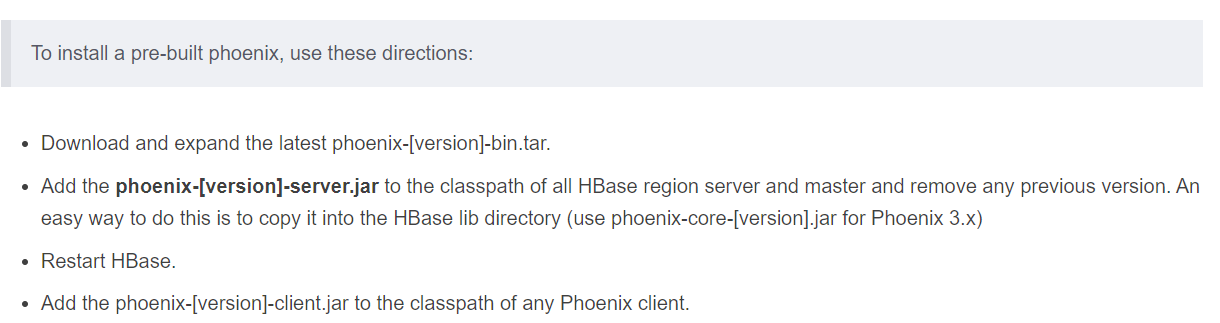 To install a pre-built phoenix, use these directions:
• Download and expand the latest phoenix-[version]-bin.tar.
• Add the phoenix-[version]-server.jar to the classpath of all HBase region server and master and remove any previous version. An
easy way to do this is to copy it into the HBase lib directory (use phoenix-core-[version].jar for Phoenix 3.x)
• Restart HBase.
• Add the phoenix-[version]-client.jar to the classpath of any Phoenix client.